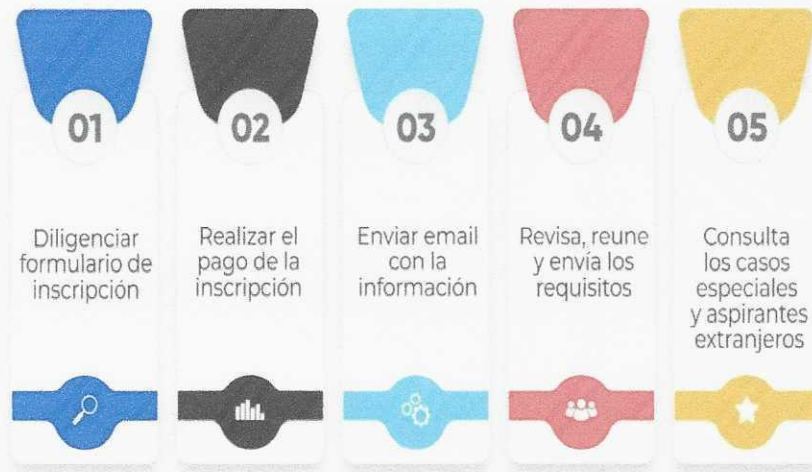 01
Diligenciar
formulario de
inscripción
02
Realizar el
pago de la
inscripción
03
Enviar email
con la
información
04
Revisa, reune
y envía los
requisitos
05
Consulta
los casos
especiales
y aspirantes
extranjeros